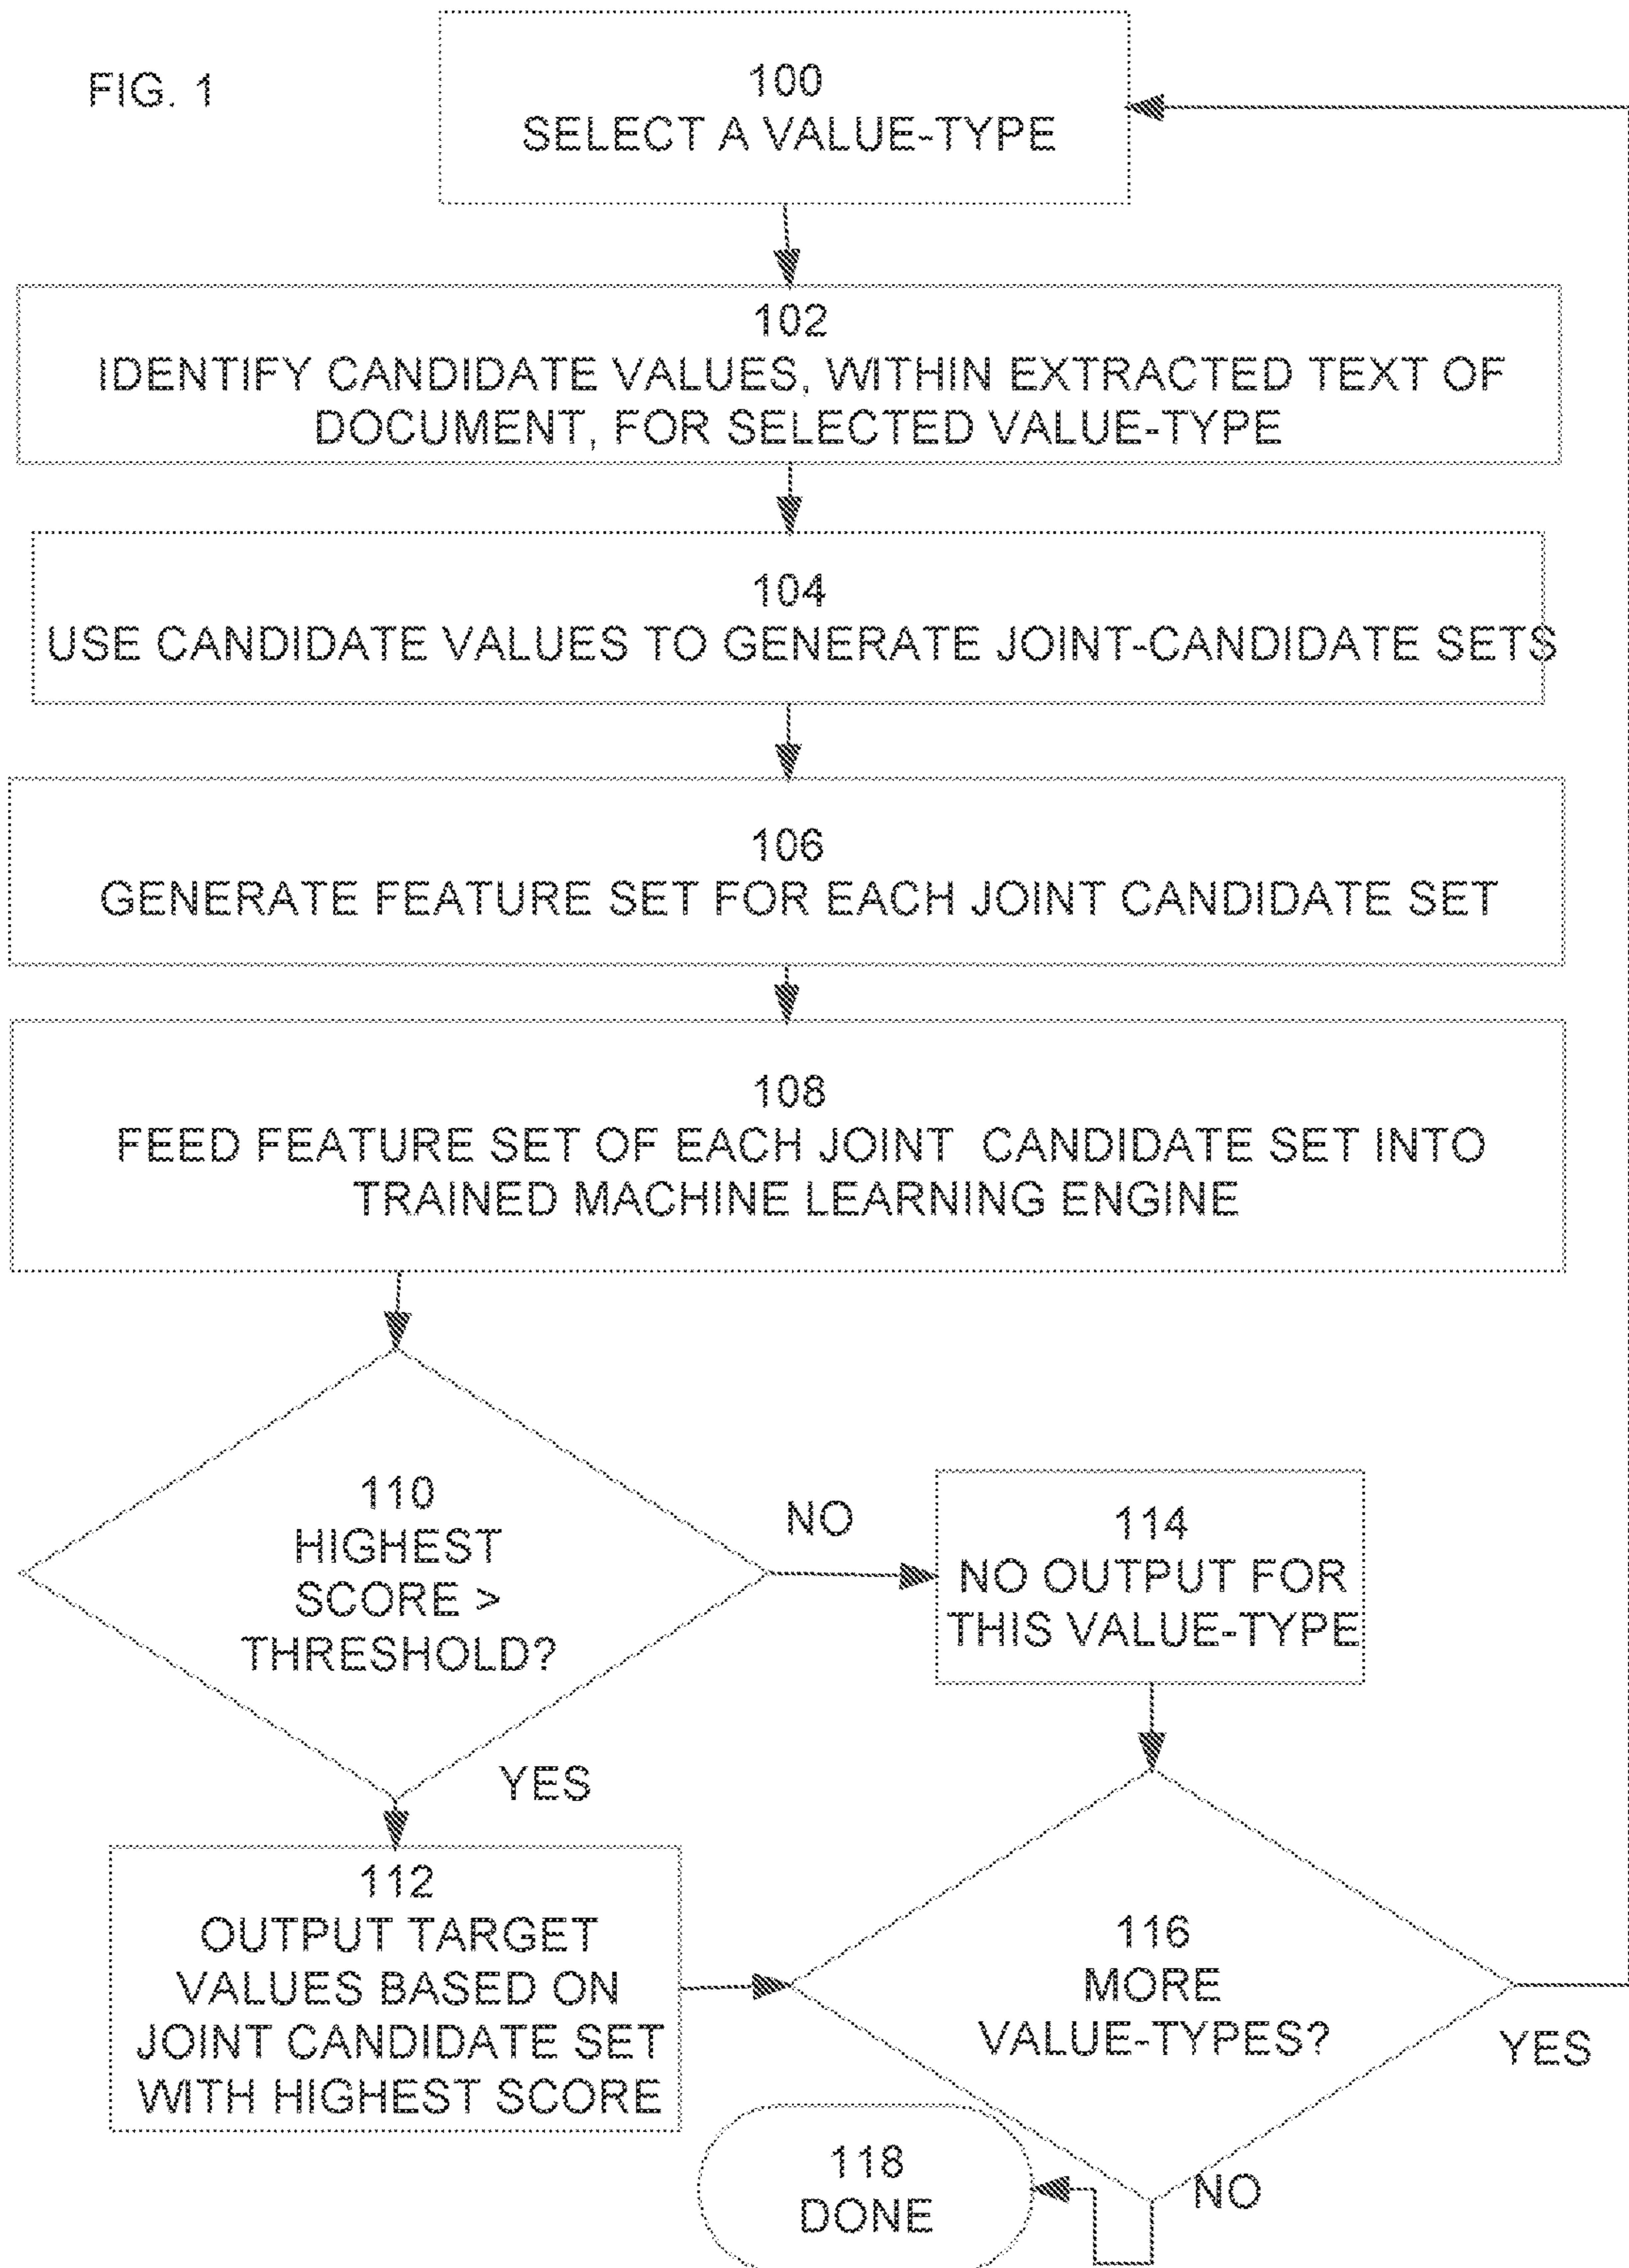 FIG. 1
100
SELECT A VALUE-TYPE
102
IDENTIFY CANDIDATE VALUES, WITHIN EXTRACTED TEXT OF
DOCUMENT, FOR SELECTED VALUE-TYPE
104
USE CANDIDATE VALUES TO GENERATE JOINT-CANDIDATE SETS
106
GENERATE FEATURE SET FOR EACH JOINT CANDIDATE SET
108
FEED FEATURE SET OF EACH JOINT CANDIDATE SET INTO
TRAINED MACHINE LEARNING ENGINE
110
HIGHEST
SCORE >
THRESHOLD?
NO
114
NO OUTPUT FOR
THIS VALUE-TYPE
YES
112
OUTPUT TARGET
VALUES BASED ON
JOINT CANDIDATE SET
WITH HIGHEST SCORE
116
MORE
VALUE-TYPES?
YES
NO
118
DONE